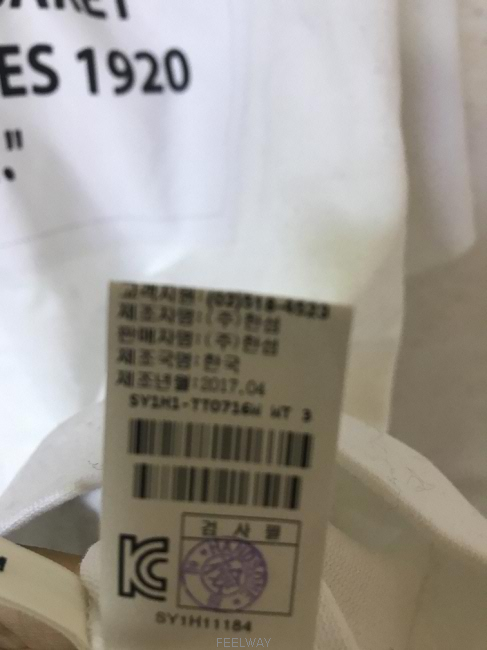 ES 1920
."
고객지원:(02)518-4523
제조자명:(주)한섬
판매자명:(주)한섬
제조국명:한국
제조년월:2017.04
SY1H1-TTO716W WT 3
검 사 필
KC
SY1H11184
FEELWAY